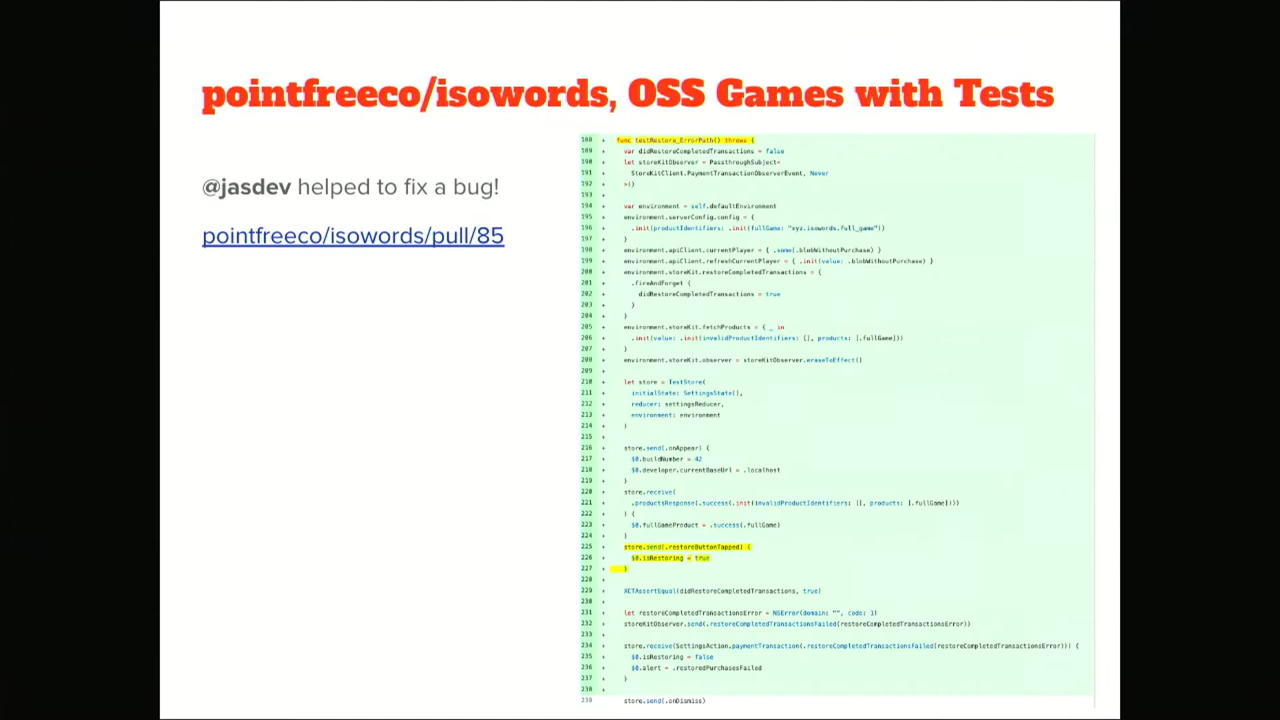 pointfreeco/isowords, OSS Games with Tests
@jasdev helped to fix a bug!
pointfreeco/isowords/pull/85
188 + func testRestore_ErrorPath() throws {
189 + var didRestoreCompletedTransactions = false
190 + let storeKitObserver = PassthroughSubject<
191 + StoreKitClient.PaymentTransactionObserverEvent, Never
192 + >()
193 +
194 + var environment = self.defaultEnvironment
195 + environment.serverConfig.config = {
196 + .init(productIdentifiers: .init(fullGame: "xyz.isowords.full_game"))
197 + }
198 + environment.apiClient.currentPlayer = { .some(.blobWithoutPurchase) }
199 + environment.apiClient.refreshCurrentPlayer = { .init(value: .blobWithoutPurchase) }
200 + environment.storeKit.restoreCompletedTransactions = {
201 + .fireAndForget {
202 + didRestoreCompletedTransactions = true
203 + }
204 + }
205 + environment.storeKit.fetchProducts = { _ in
206 + .init(value: .init(invalidProductIdentifiers: [], products: [.fullGame]))
207 + }
208 + environment.storeKit.observer = storeKitObserver.eraseToEffect()
209 +
210 + let store = TestStore(
211 + initialState: SettingsState(),
212 + reducer: settingsReducer,
213 + environment: environment
214 + )
215 +
216 + store.send(.onAppear) {
217 + $0.buildNumber = 42
218 + $0.developer.currentBaseUrl = .localhost
219 + }
220 + store.receive(
221 + .productsResponse(.success(.init(invalidProductIdentifiers: [], products: [.fullGame])))
222 + ) {
223 + $0.fullGameProduct = .success(.fullGame)
224 + }
225 + store.send(.restoreButtonTapped) {
226 + $0.isRestoring = true
227 + }
228 +
229 + XCTAssertEqual(didRestoreCompletedTransactions, true)
230 +
231 + let restoreCompletedTransactionsError = NSError(domain: "", code: 1)
232 + storeKitObserver.send(.restoreCompletedTransactionsFailed(restoreCompletedTransactionsError))
233 +
234 + store.receive(SettingsAction.paymentTransaction(.restoreCompletedTransactionsFailed(restoreCompletedTransactionsError))) {
235 + $0.isRestoring = false
236 + $0.alert = .restoredPurchasesFailed
237 + }
238 +
239 store.send(.onDismiss)